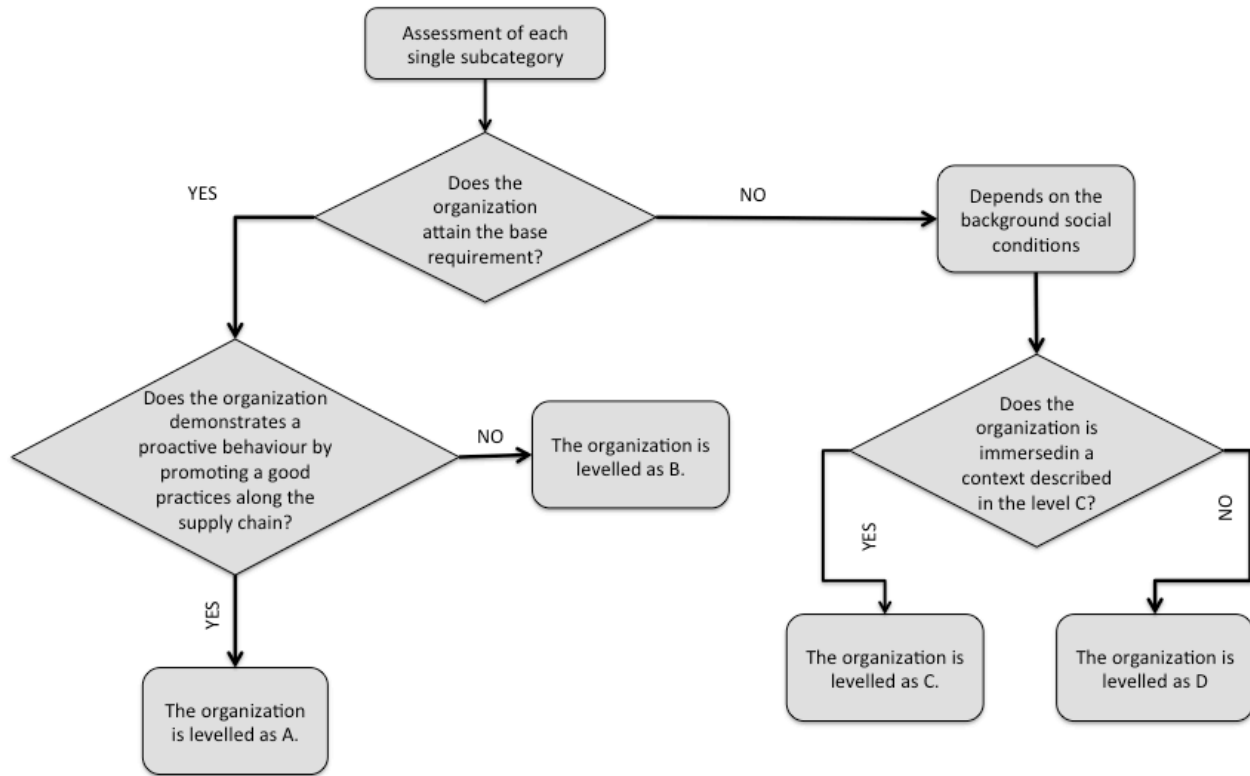 Assessment of each
single subcategory
YES
Does the
organization
attain the base
requirement?
NO
Depends on the
background social
conditions
Does the organization
demonstrates a
proactive behaviour by
promoting a good
practices along the
supply chain?
NO
The organization is
levelled as B.
Does the
organization is
immersedin a
context described
in the level C?
YES
NO
YES
The organization
is levelled as A.
The organization is
levelled as C.
The organization is
levelled as D